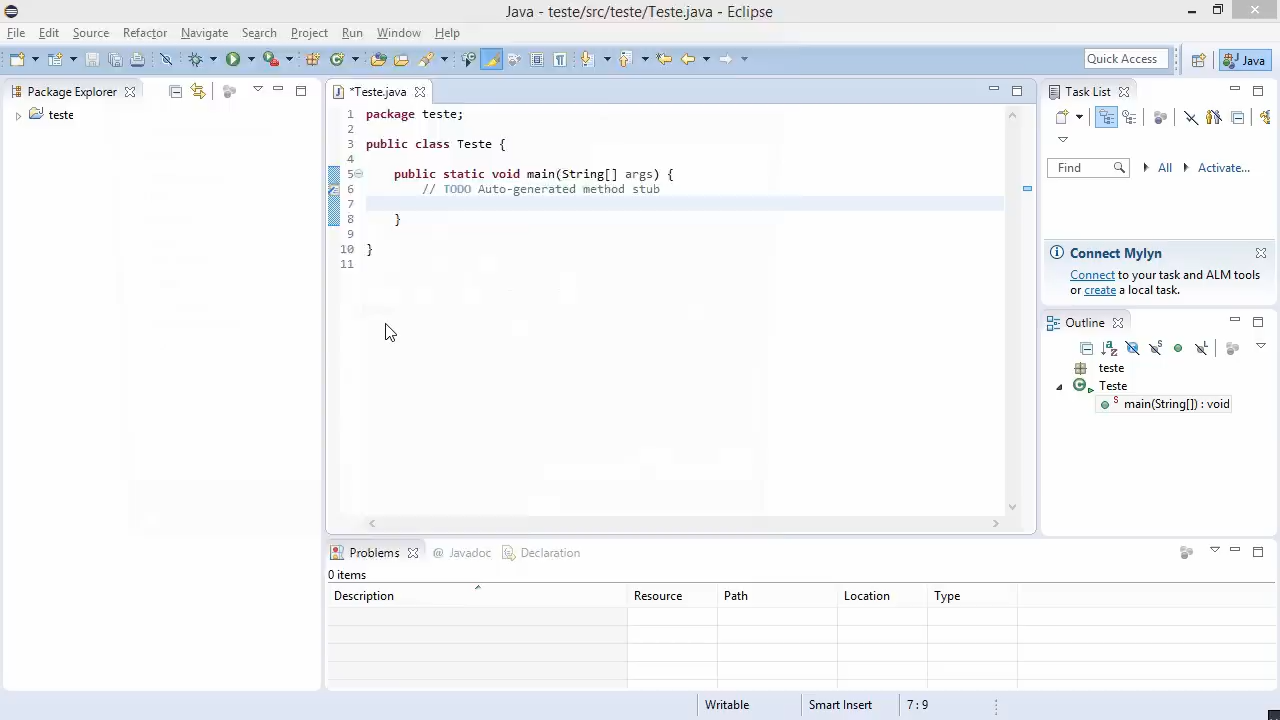 Java - teste/src/teste/Teste.java - Eclipse
File Edit Source Refactor Navigate Search Project Run Window Help
Quick Access
Java
Package Explorer
teste
*Teste.java
1 package teste;
2
3 public class Teste {
4
5 public static void main(String[] args) {
6 // TODO Auto-generated method stub
7
8 }
9
10 }
11
Task List
Find
All
Activate...
Connect Mylyn
Connect to your task and ALM tools
or create a local task.
Outline
teste
Teste
main(String[]) : void
Problems @ Javadoc Declaration
0 items
Description Resource Path Location Type
Writable Smart Insert 7 : 9